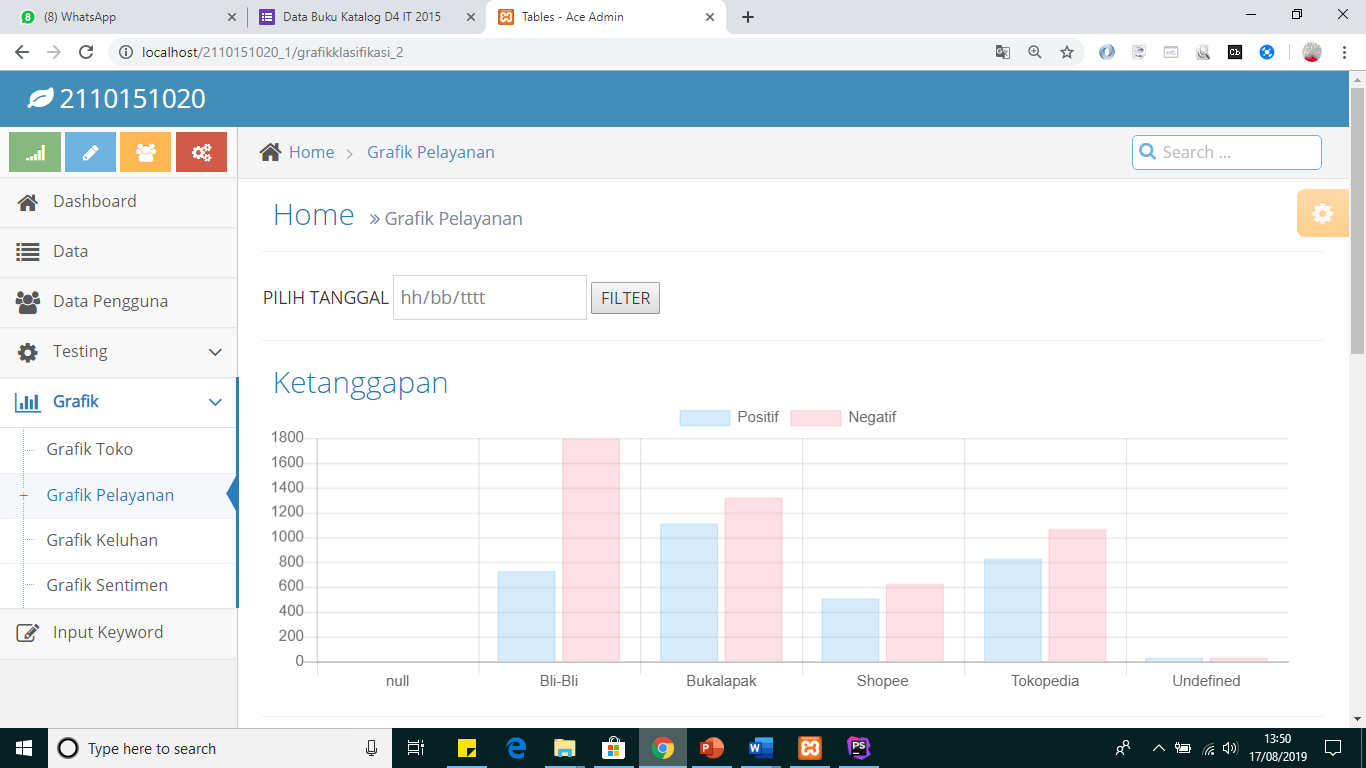 (8) WhatsApp
Data Buku Katalog D4 IT 2015
Tables - Ace Admin
localhost/2110151020_1/grafikklasifikasi_2
2110151020
Home
Grafik Pelayanan
Search ...
Dashboard
Data
Data Pengguna
Testing
Grafik
Grafik Toko
Grafik Pelayanan
Grafik Keluhan
Grafik Sentimen
Input Keyword
Home » Grafik Pelayanan
PILIH TANGGAL hh/bb/tttt FILTER
Ketanggapan
Positif Negatif
1800
1600
1400
1200
1000
800
600
400
200
0
null Bli-Bli Bukalapak Shopee Tokopedia Undefined
Type here to search
13:50
17/08/2019